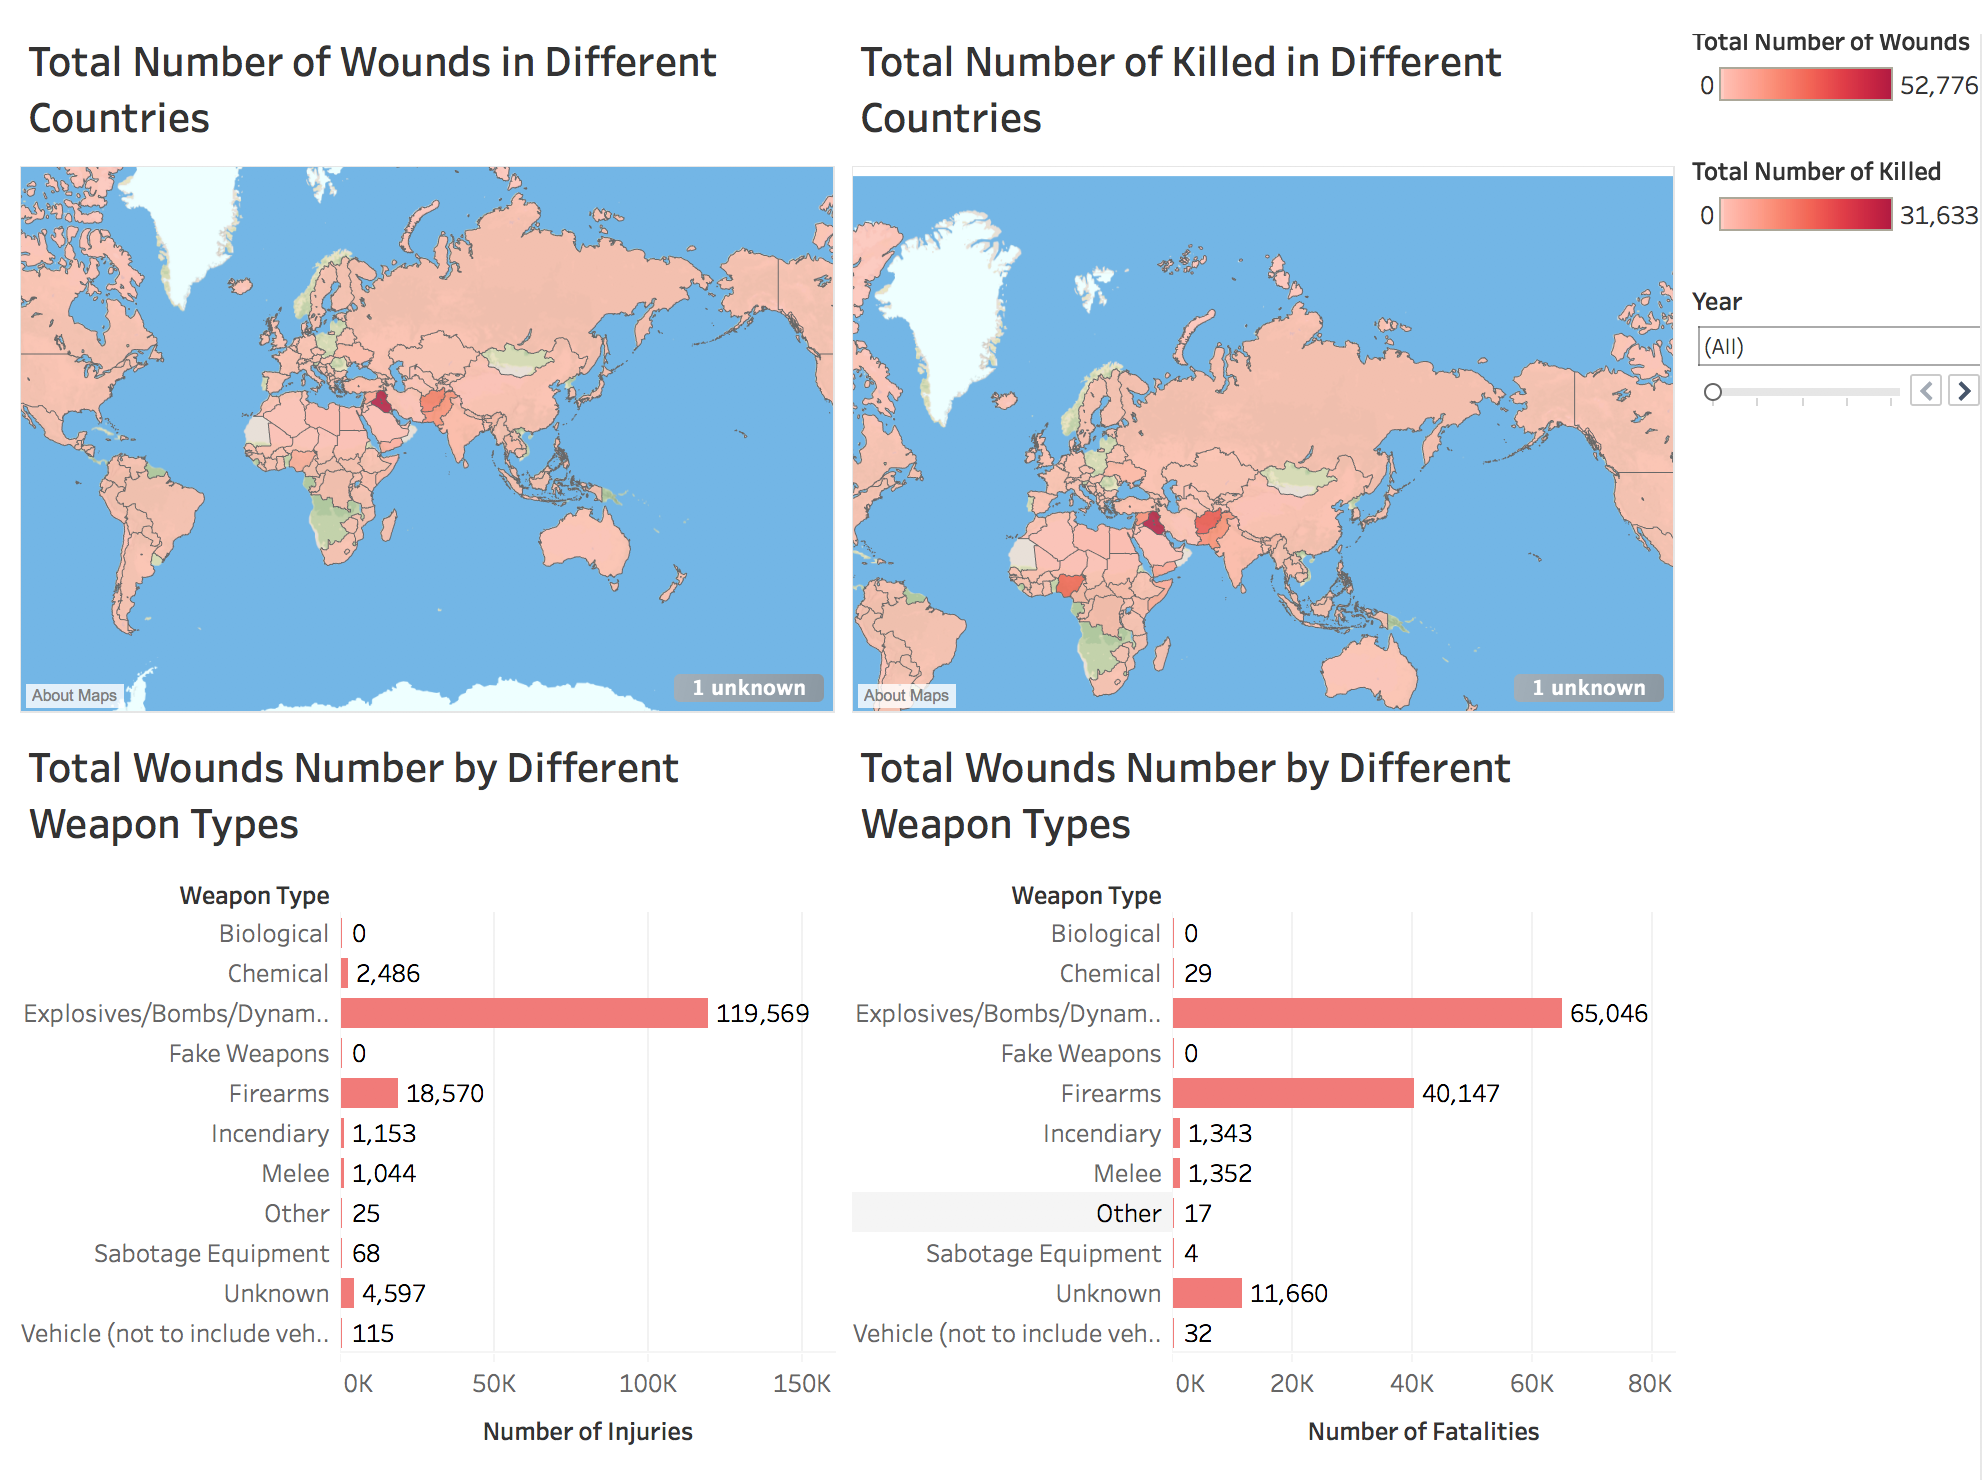 Total Number of Wounds in Different
Countries
Total Number of Killed in Different
Countries
Total Number of Wounds
0 52,776
Total Number of Killed
0 31,633
Year
(All)
About Maps
1 unknown
About Maps
1 unknown
Total Wounds Number by Different
Weapon Types
Weapon Type
Biological 0
Chemical 2,486
Explosives/Bombs/Dynam.. 119,569
Fake Weapons 0
Firearms 18,570
Incendiary 1,153
Melee 1,044
Other 25
Sabotage Equipment 68
Unknown 4,597
Vehicle (not to include veh.. 115
0K 50K 100K 150K
Number of Injuries
Total Wounds Number by Different
Weapon Types
Weapon Type
Biological 0
Chemical 29
Explosives/Bombs/Dynam.. 65,046
Fake Weapons 0
Firearms 40,147
Incendiary 1,343
Melee 1,352
Other 17
Sabotage Equipment 4
Unknown 11,660
Vehicle (not to include veh.. 32
0K 20K 40K 60K 80K
Number of Fatalities